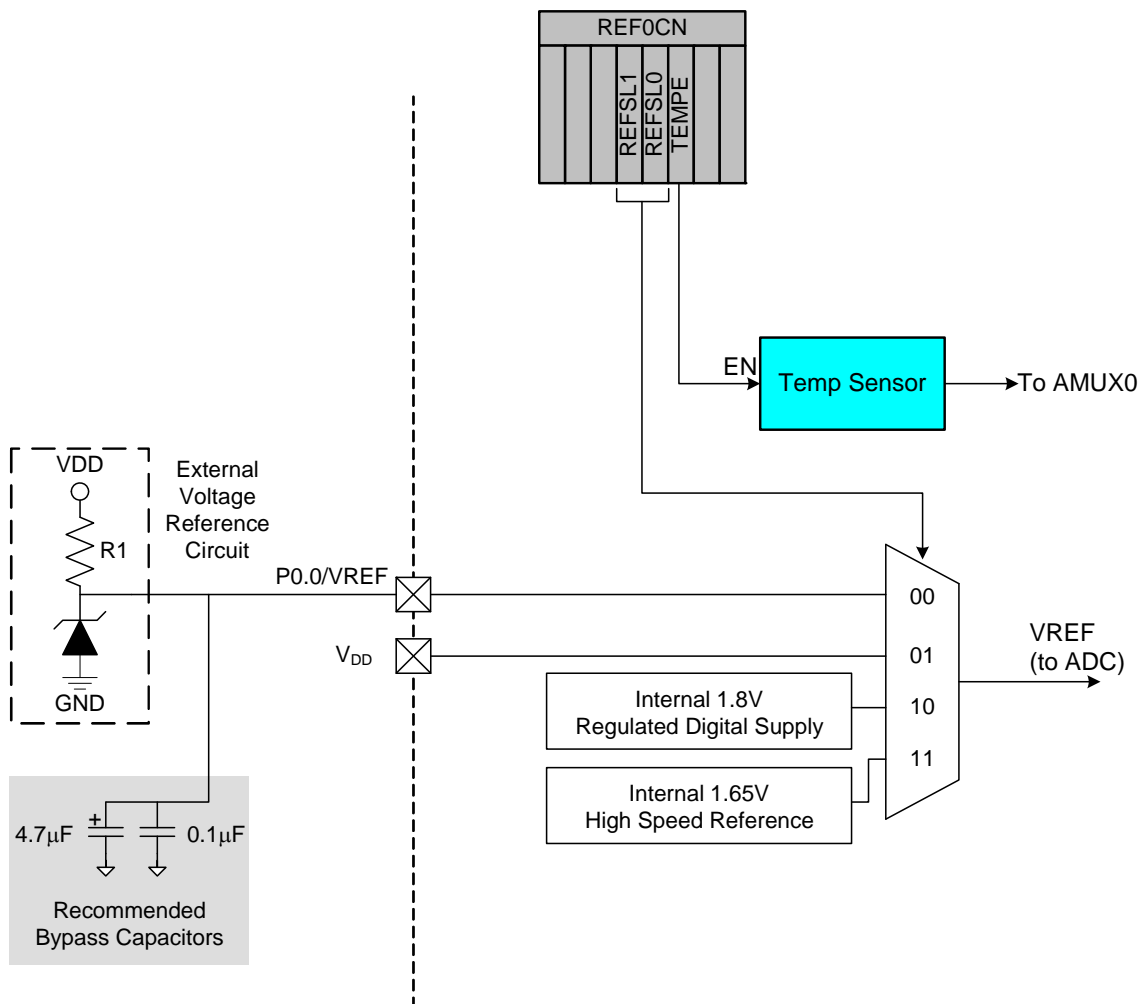 REF0CN
REFSL1
REFSL0
TEMPE
EN
Temp Sensor
To AMUX0
VDD
R1
GND
External
Voltage
Reference
Circuit
P0.0/VREF
VDD
00
01
10
11
VREF
(to ADC)
Internal 1.8V
Regulated Digital Supply
Internal 1.65V
High Speed Reference
+
4.7μF
0.1μF
Recommended
Bypass Capacitors